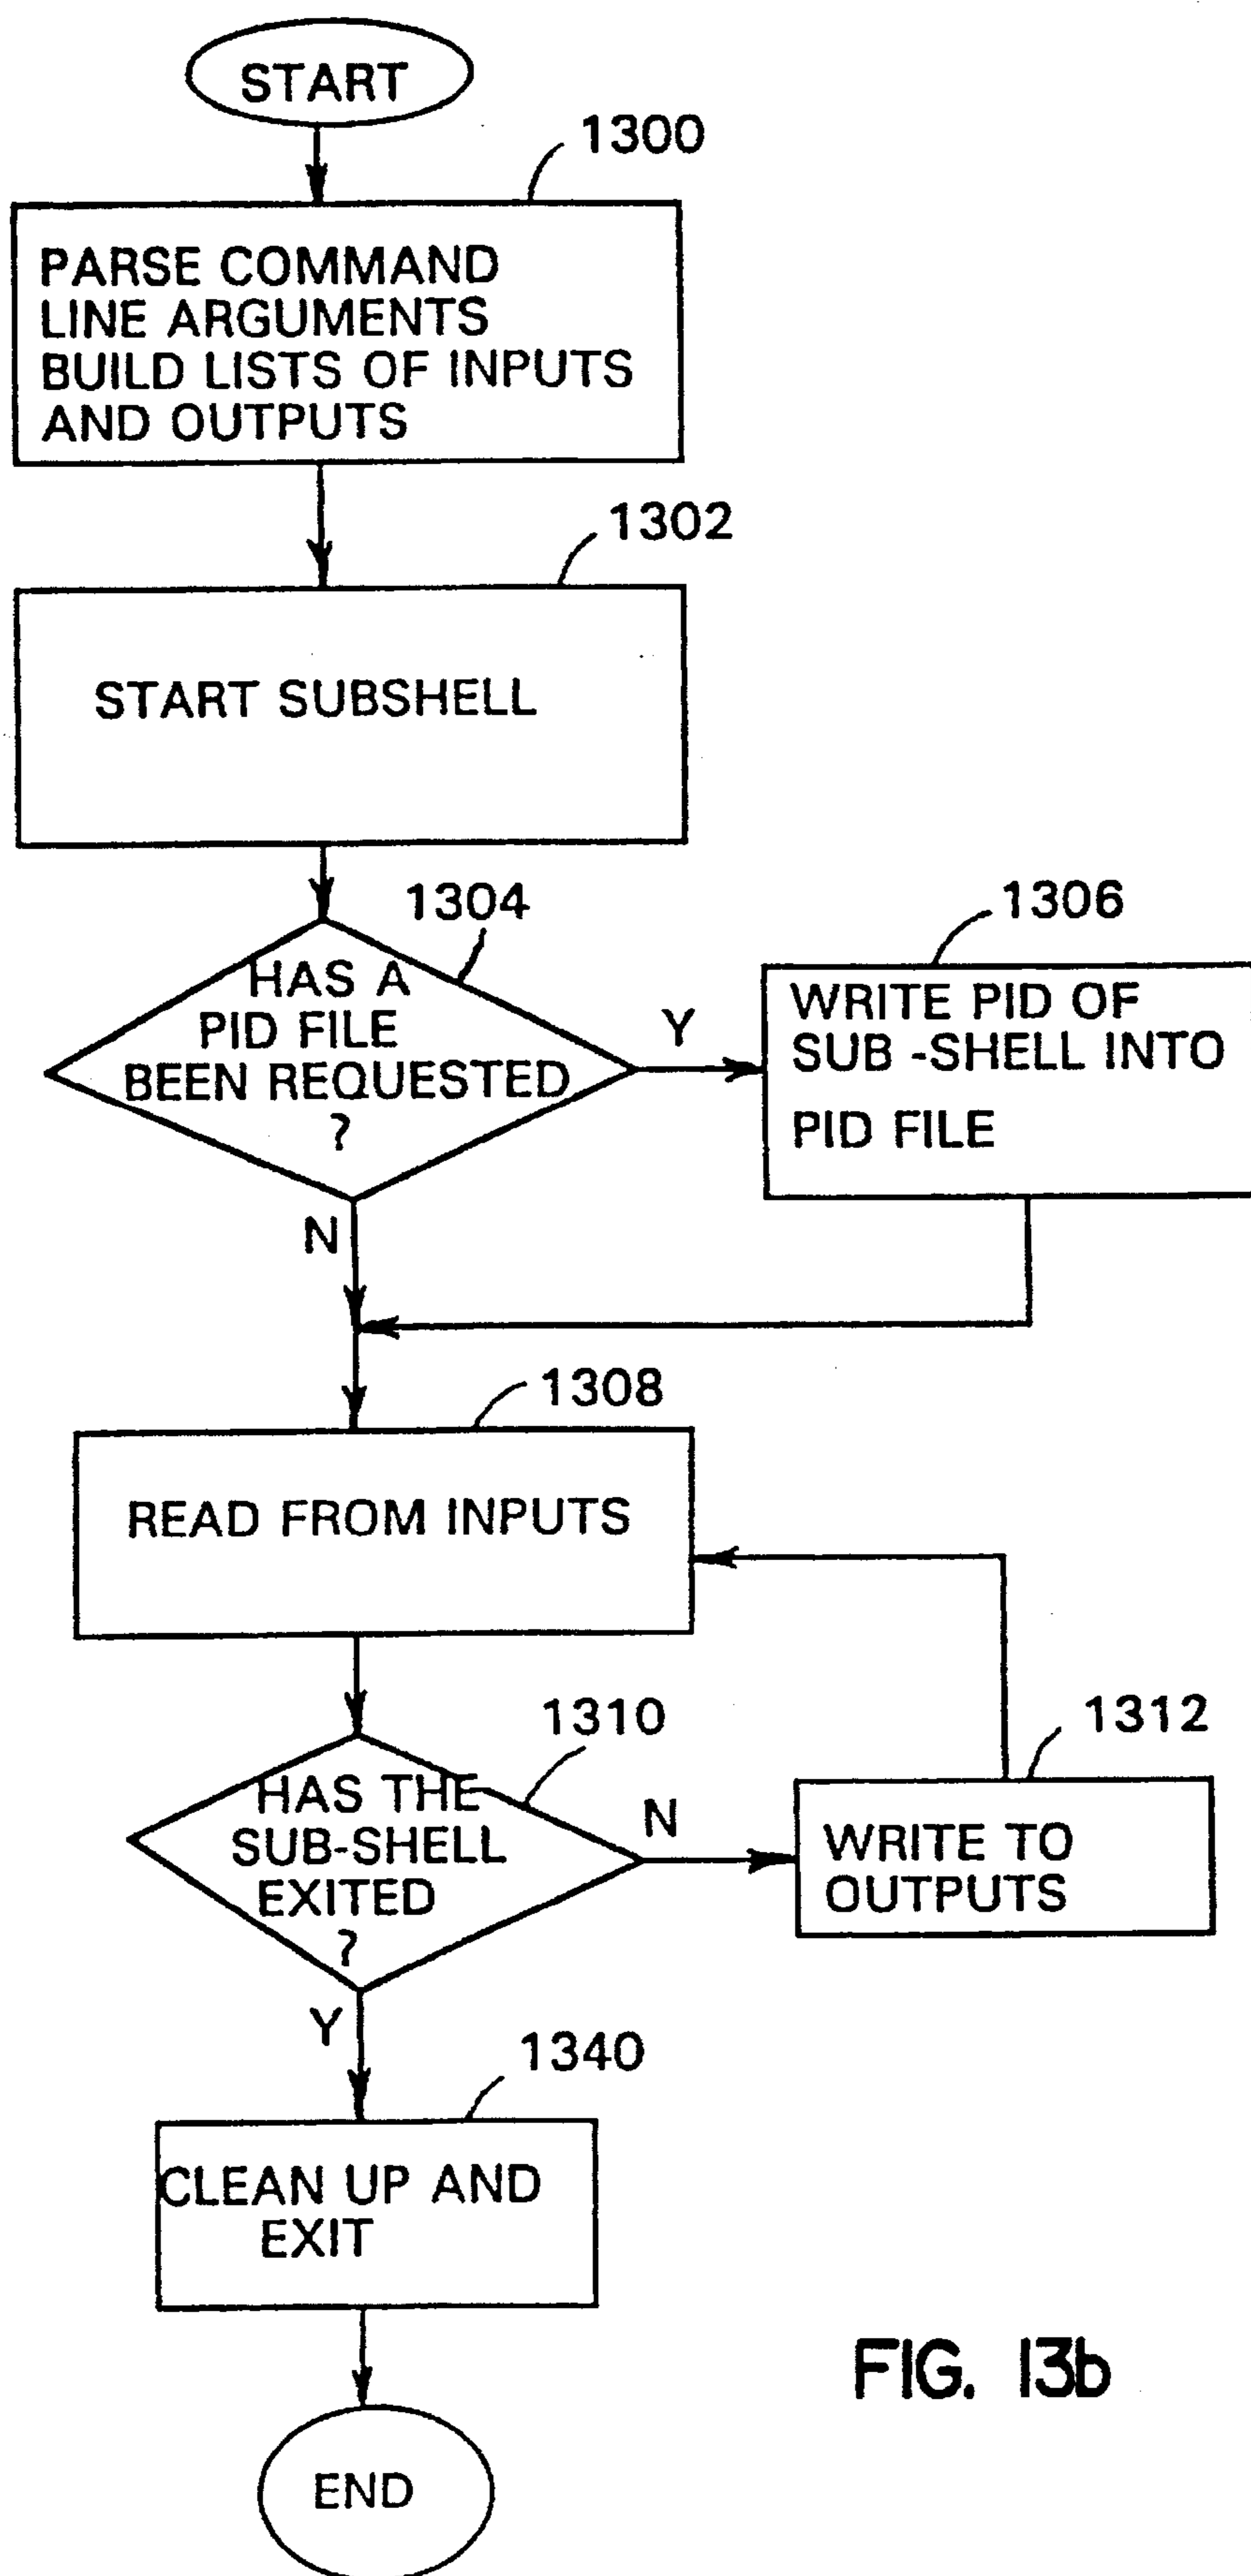 START
1300
PARSE COMMAND
LINE ARGUMENTS
BUILD LISTS OF INPUTS
AND OUTPUTS
1302
START SUBSHELL
1304
HAS A
PID FILE
BEEN REQUESTED
?
Y
1306
WRITE PID OF
SUB -SHELL INTO
PID FILE
N
1308
READ FROM INPUTS
1310
HAS THE
SUB-SHELL
EXITED
?
N
1312
WRITE TO
OUTPUTS
Y
1340
CLEAN UP AND
EXIT
END
FIG. 13b